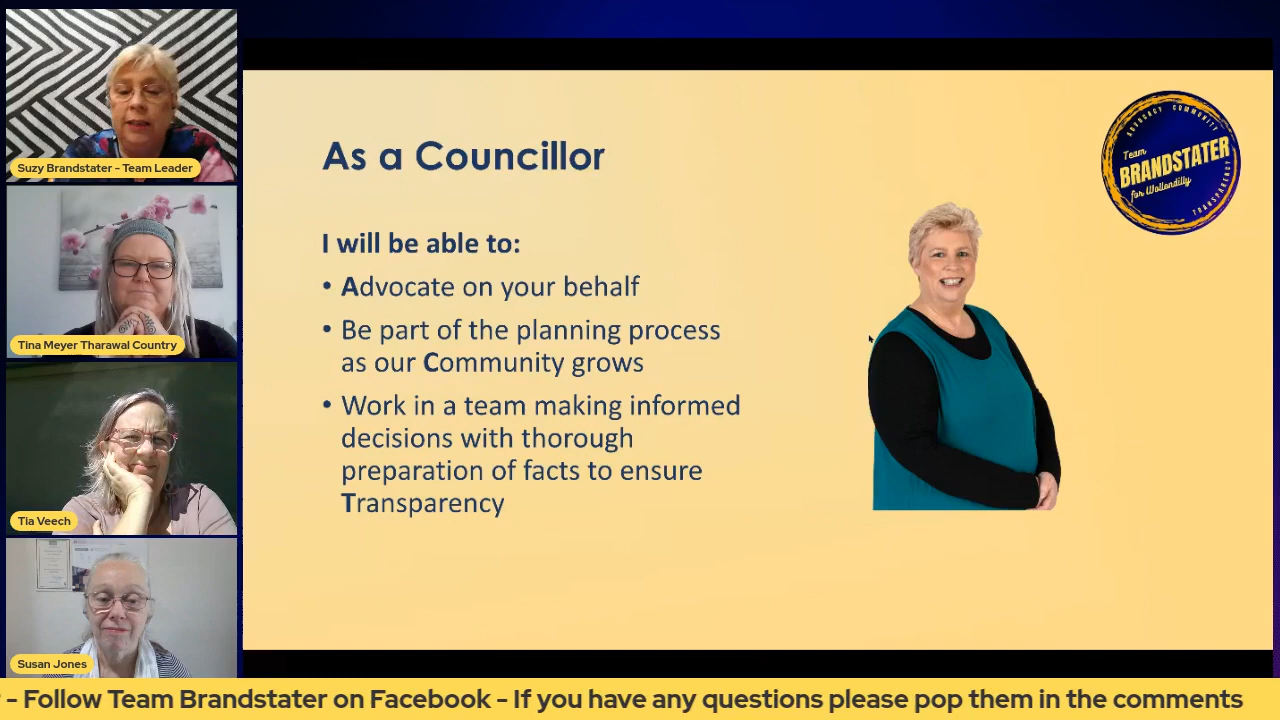 Suzy Brandstater - Team Leader
Tina Meyer Tharawal Country
Tia Veech
Susan Jones
As a Councillor
I will be able to:
• Advocate on your behalf
• Be part of the planning process
as our Community grows
• Work in a team making informed
decisions with thorough
preparation of facts to ensure
Transparency
ADVOCACY COMMUNITY
TRANSPARENCY
Team
BRANDSTATER
for Wollondilly
- Follow Team Brandstater on Facebook - If you have any questions please pop them in the comments